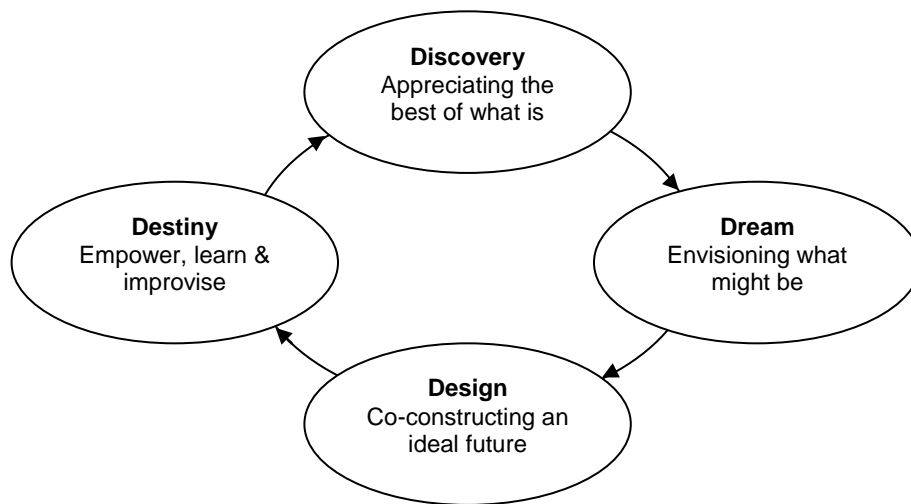 Discovery
Appreciating the
best of what is
Destiny
Empower, learn &
improvise
Dream
Envisioning what
might be
Design
Co-constructing an
ideal future